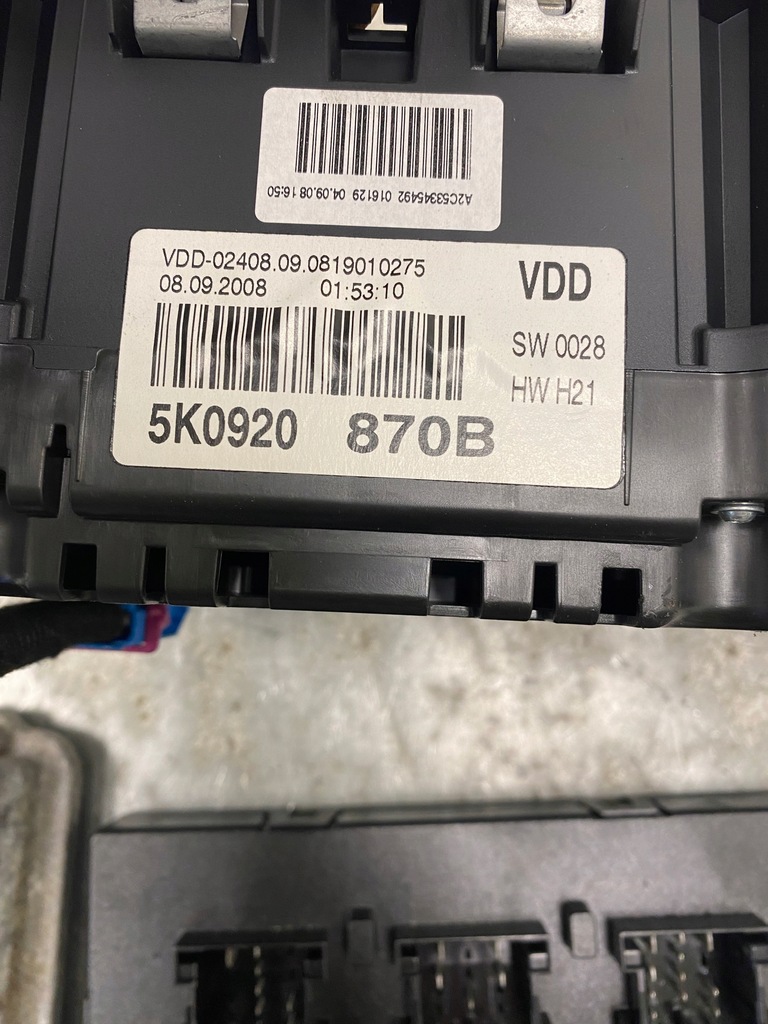 A2C53345492 016129 04.09.08 16:50
VDD-02408.09.0819010275
08.09.2008 01:53:10
VDD
SW 0028
HW H21
5K0920 870B